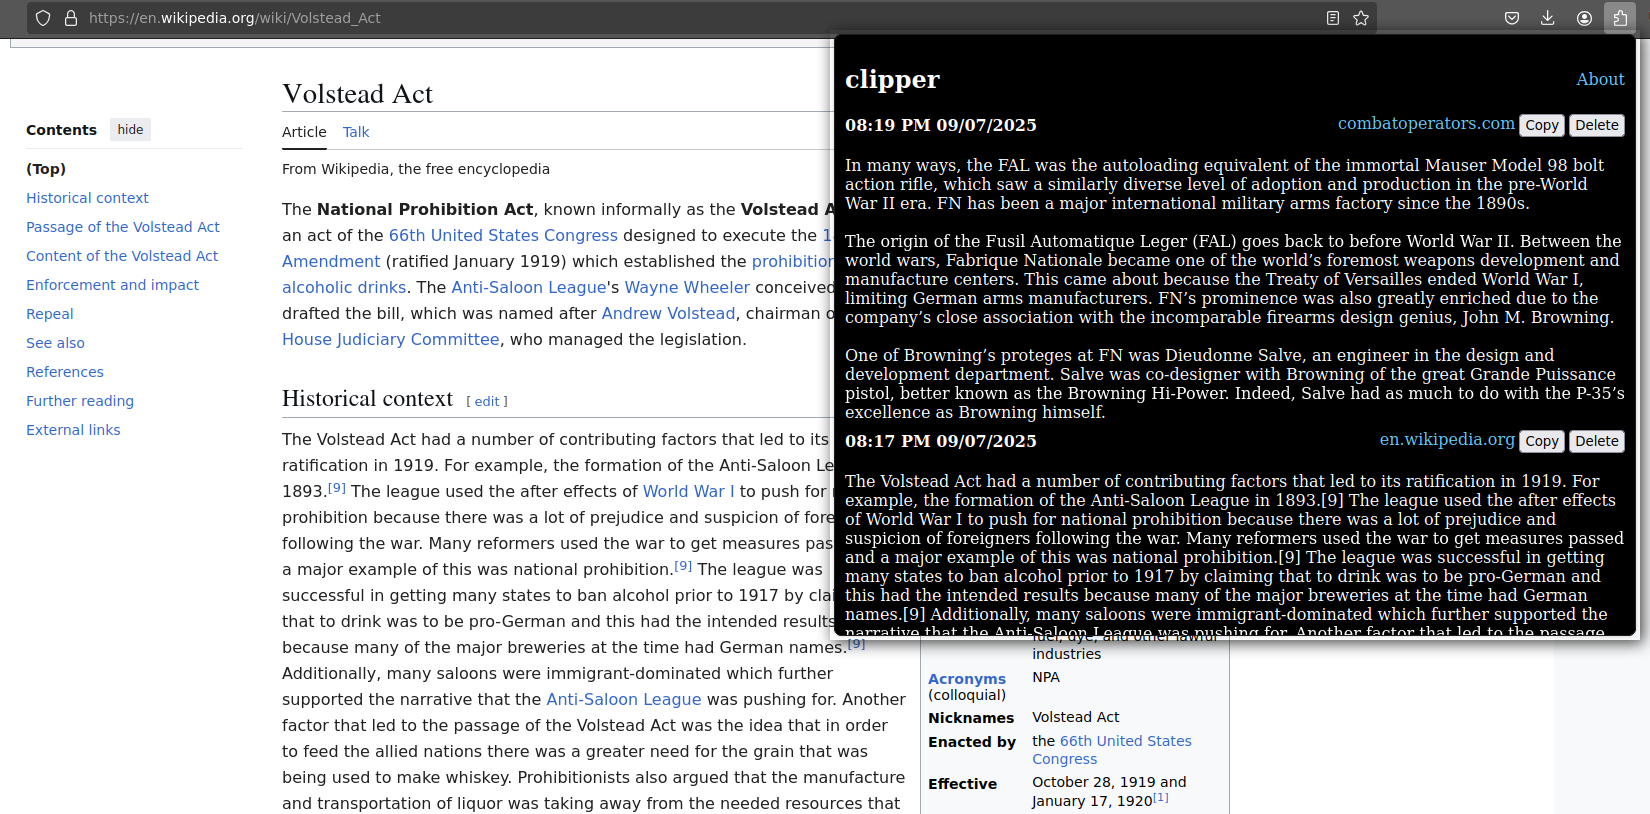 https://en.wikipedia.org/wiki/Volstead_Act
Contents hide
(Top)
Historical context
Passage of the Volstead Act
Content of the Volstead Act
Enforcement and impact
Repeal
See also
References
Further reading
External links
Volstead Act
Article Talk
From Wikipedia, the free encyclopedia
The National Prohibition Act, known informally as the Volstead
an act of the 66th United States Congress designed to execute the
Amendment (ratified January 1919) which established the prohibition
alcoholic drinks. The Anti-Saloon League's Wayne Wheeler conceived
drafted the bill, which was named after Andrew Volstead, chairman
House Judiciary Committee, who managed the legislation.
Historical context [ edit ]
The Volstead Act had a number of contributing factors that led to its
ratification in 1919. For example, the formation of the Anti-Saloon
1893.[9] The league used the after effects of World War I to push for
prohibition because there was a lot of prejudice and suspicion of
following the war. Many reformers used the war to get measures
a major example of this was national prohibition.[9] The league was
successful in getting many states to ban alcohol prior to 1917 by
that to drink was to be pro-German and this had the intended results
because many of the major breweries at the time had German names.[9]
Additionally, many saloons were immigrant-dominated which further
supported the narrative that the Anti-Saloon League was pushing for. Another
factor that led to the passage of the Volstead Act was the idea that in order
to feed the allied nations there was a greater need for the grain that was
being used to make whiskey. Prohibitionists also argued that the manufacture
and transportation of liquor was taking away from the needed resources that
clipper
About
08:19 PM 09/07/2025 combatoperators.com Copy Delete
In many ways, the FAL was the autoloading equivalent of the immortal Mauser Model 98 bolt
action rifle, which saw a similarly diverse level of adoption and production in the pre-World
War II era. FN has been a major international military arms factory since the 1890s.
The origin of the Fusil Automatique Leger (FAL) goes back to before World War II. Between the
world wars, Fabrique Nationale became one of the world’s foremost weapons development and
manufacture centers. This came about because the Treaty of Versailles ended World War I,
limiting German arms manufacturers. FN’s prominence was also greatly enriched due to the
company’s close association with the incomparable firearms design genius, John M. Browning.
One of Browning’s proteges at FN was Dieudonne Salve, an engineer in the design and
development department. Salve was co-designer with Browning of the great Grande Puissance
pistol, better known as the Browning Hi-Power. Indeed, Salve had as much to do with the P-35’s
excellence as Browning himself.
08:17 PM 09/07/2025 en.wikipedia.org Copy Delete
The Volstead Act had a number of contributing factors that led to its ratification in 1919. For
example, the formation of the Anti-Saloon League in 1893.[9] The league used the after effects
of World War I to push for national prohibition because there was a lot of prejudice and
suspicion of foreigners following the war. Many reformers used the war to get measures passed
and a major example of this was national prohibition.[9] The league was successful in getting
many states to ban alcohol prior to 1917 by claiming that to drink was to be pro-German and
this had the intended results because many of the major breweries at the time had German
names.[9] Additionally, many saloons were immigrant-dominated which further supported the
narrative that the Anti-Saloon League was pushing for. Another factor that led to the passage
fuel, dye, and other lawful
industries
Acronyms (colloquial) NPA
Nicknames Volstead Act
Enacted by the 66th United States
Congress
Effective October 28, 1919 and
January 17, 1920[1]